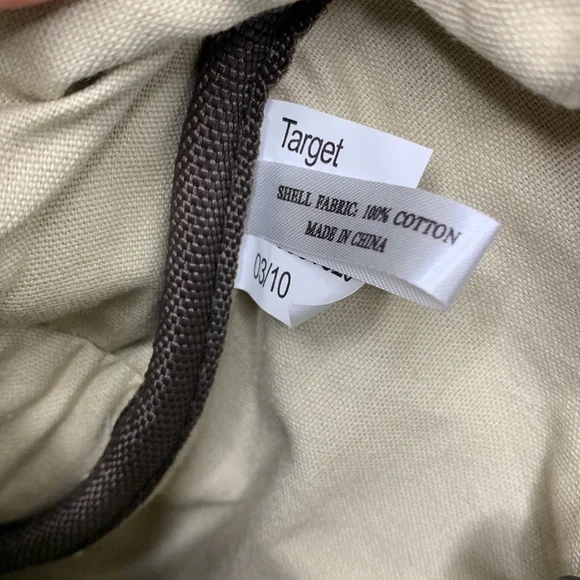 Target
SHELL FABRIC: 100% COTTON
MADE IN CHINA
03/10